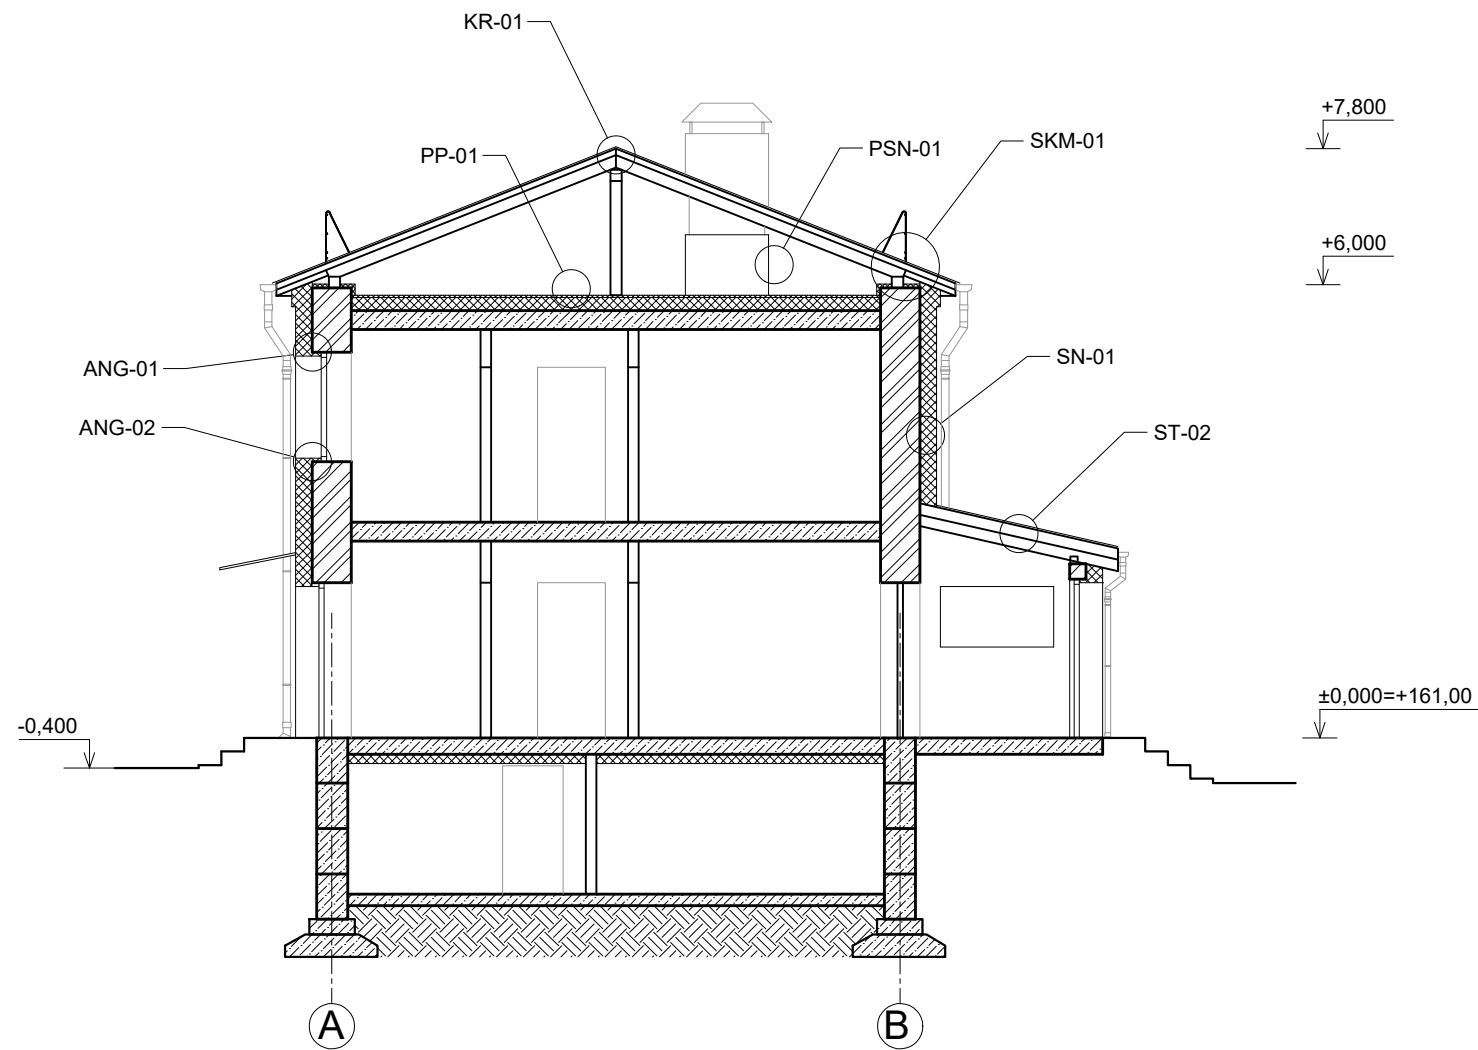 KR-01
+7,800
PP-01
PSN-01
SKM-01
+6,000
ANG-01
SN-01
ANG-02
ST-02
±0,000=+161,00
-0,400
A
B